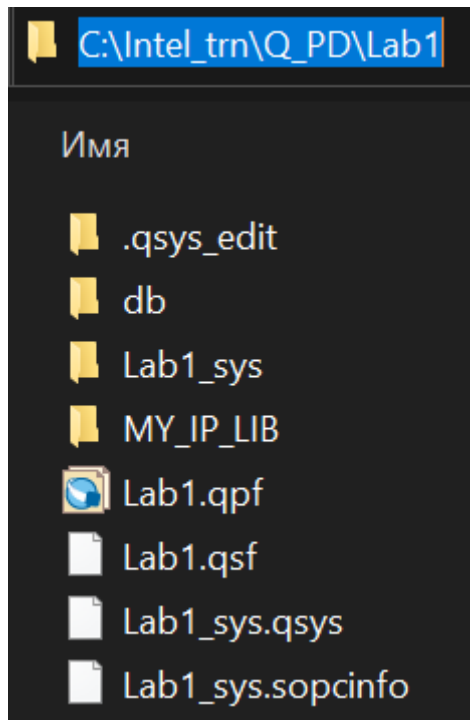 C:\Intel_trn\Q_PD\Lab1
Имя
.qsys_edit
db
Lab1_sys
MY_IP_LIB
Lab1.qpf
Lab1.qsf
Lab1_sys.qsys
Lab1_sys.sopcinfo